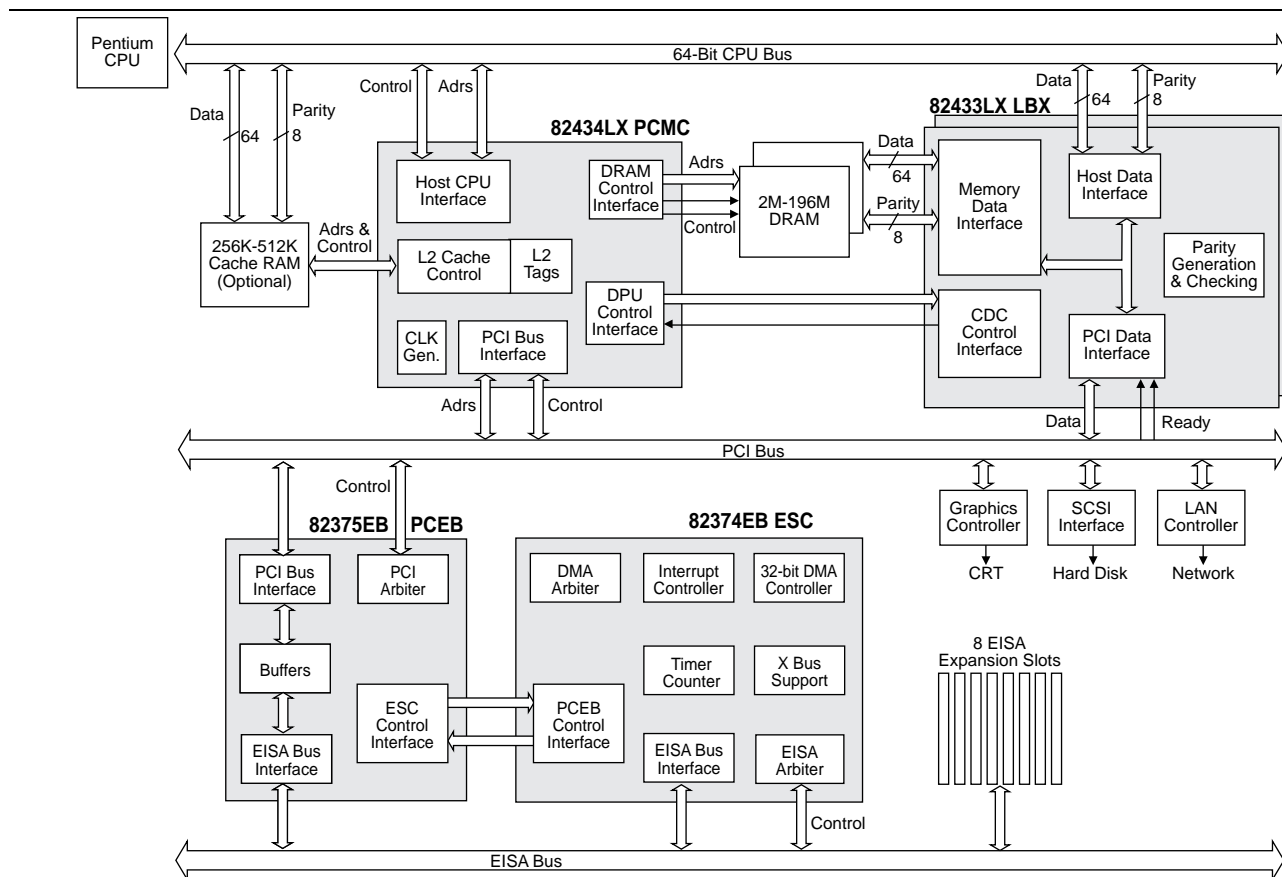 Pentium
CPU
64-Bit CPU Bus
Data
64
Parity
8
Control
Adrs
Data
64
Parity
8
82434LX PCMC
82433LX LBX
Host CPU
Interface
DRAM
Control
Interface
Adrs
Control
2M-196M
DRAM
Data
64
Parity
8
Memory
Data
Interface
Host Data
Interface
Parity
Generation
& Checking
256K-512K
Cache RAM
(Optional)
Adrs &
Control
L2 Cache
Control
L2
Tags
DPU
Control
Interface
CDC
Control
Interface
CLK
Gen.
PCI Bus
Interface
PCI Data
Interface
Adrs
Control
Data
Ready
PCI Bus
Control
82375EB PCEB
82374EB ESC
Graphics
Controller
SCSI
Interface
LAN
Controller
CRT
Hard Disk
Network
PCI Bus
Interface
PCI
Arbiter
DMA
Arbiter
Interrupt
Controller
32-bit DMA
Controller
Buffers
Timer
Counter
X Bus
Support
8 EISA
Expansion Slots
ESC
Control
Interface
PCEB
Control
Interface
EISA Bus
Interface
EISA Bus
Interface
EISA
Arbiter
Control
EISA Bus